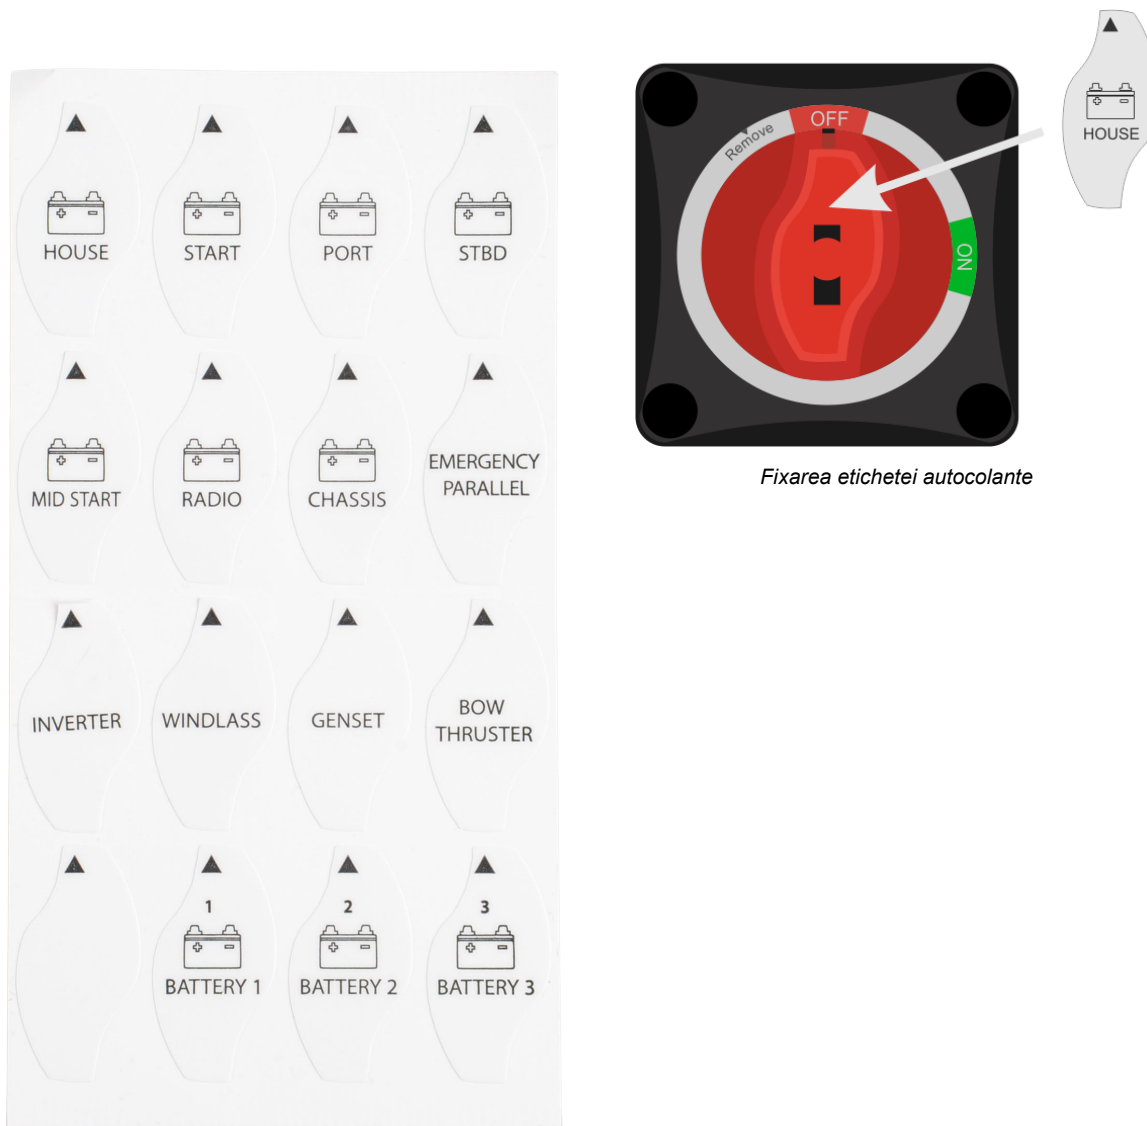 HOUSE
START
PORT
STBD
MID START
RADIO
CHASSIS
EMERGENCY
PARALLEL
INVERTER
WINDLASS
GENSET
BOW
THRUSTER
1
BATTERY 1
2
BATTERY 2
3
BATTERY 3
Remove
OFF
ON
HOUSE
Fixarea etichetei autocolante